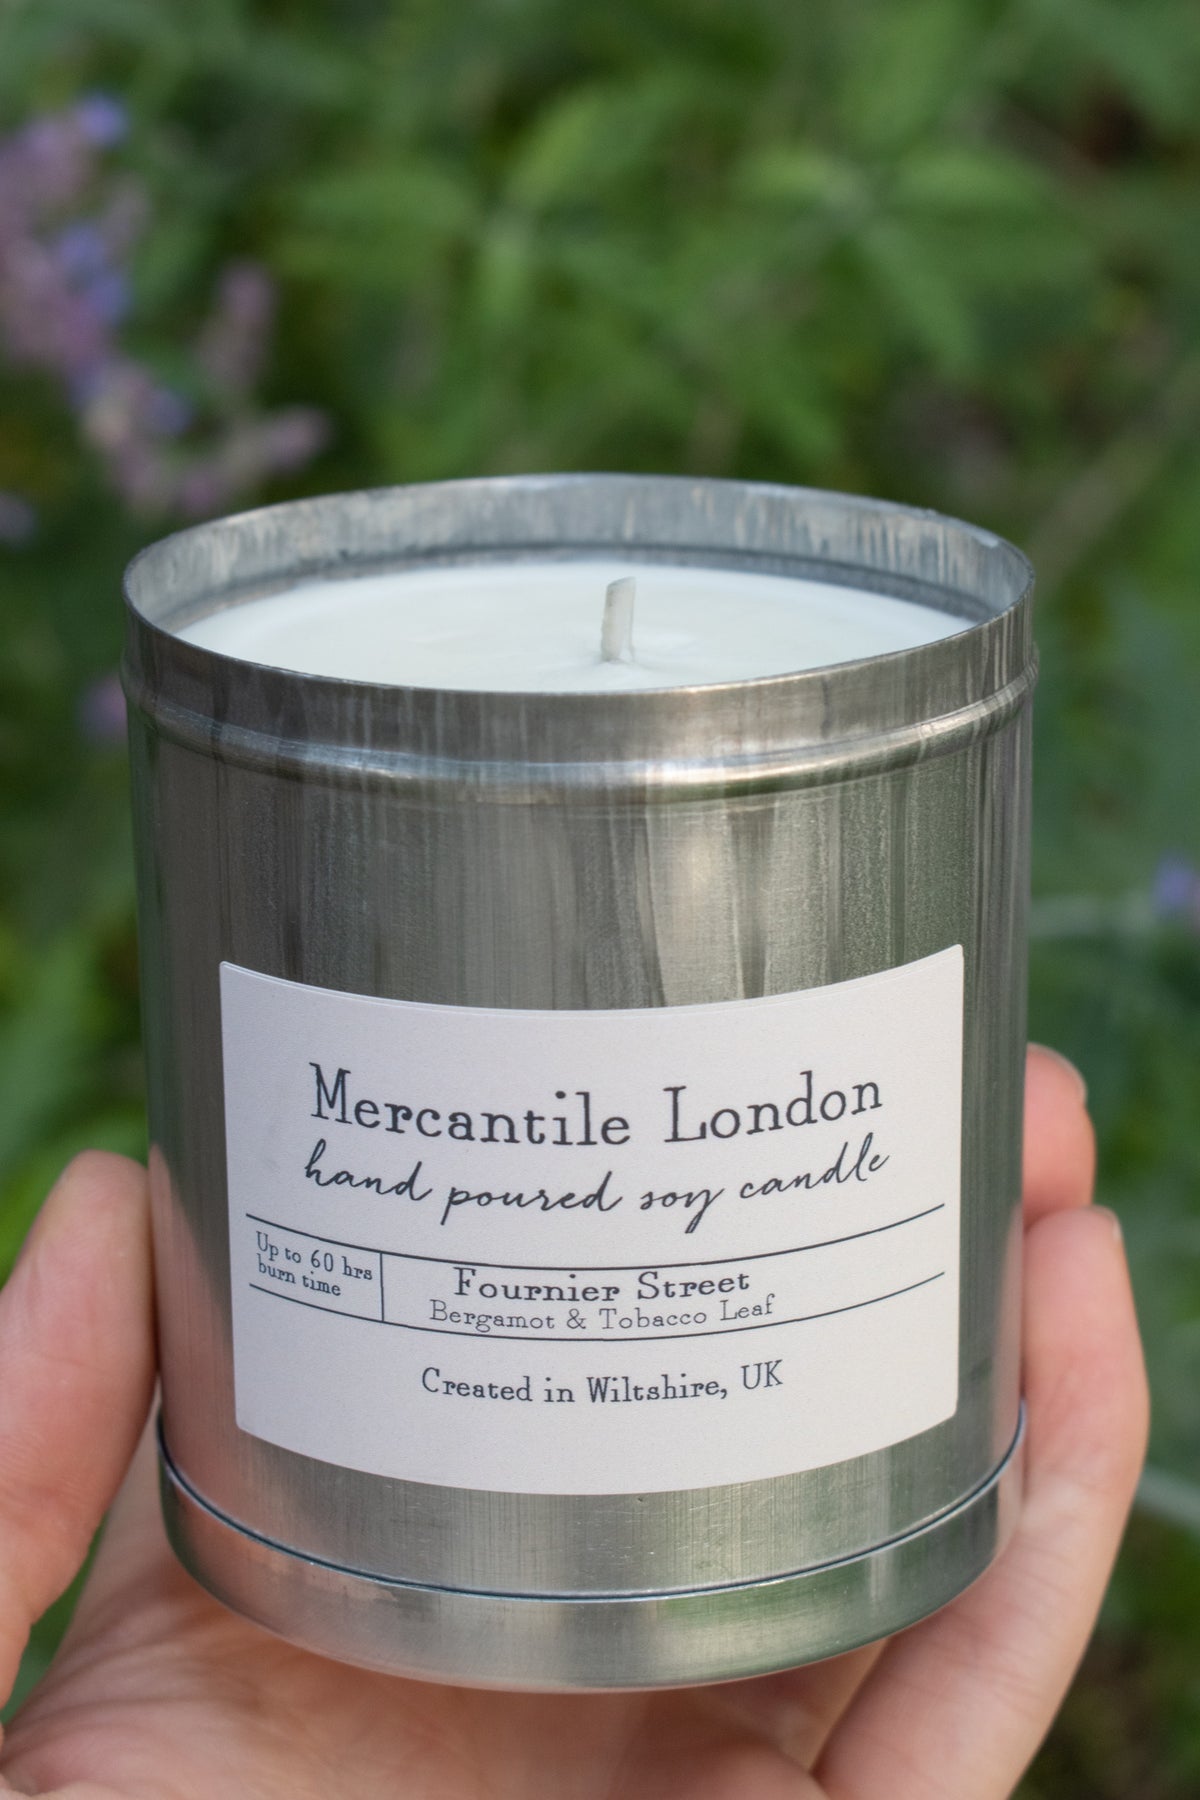 Mercantile London
hand poured soy candle
Up to 60 hrs
burn time
Fournier Street
Bergamot & Tobacco Leaf
Created in Wiltshire, UK